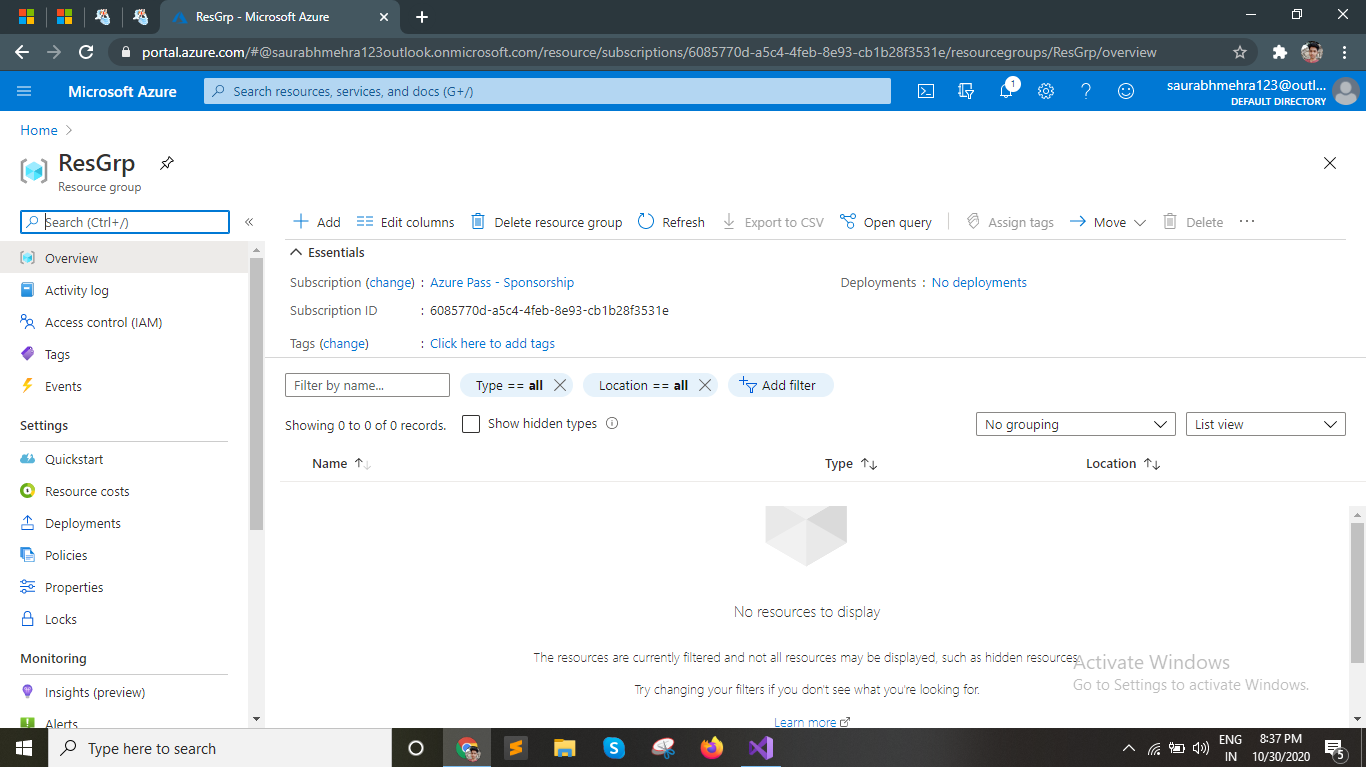 ResGrp - Microsoft Azure
portal.azure.com/#@saurabhmehra123outlook.onmicrosoft.com/resource/subscriptions/6085770d-a5c4-4feb-8e93-cb1b28f3531e/resourcegroups/ResGrp/overview
Microsoft Azure
Search resources, services, and docs (G+/)
1
saurabhmehra123@outl...
DEFAULT DIRECTORY
Home
ResGrp
Resource group
Search (Ctrl+/)
Overview
Activity log
Access control (IAM)
Tags
Events
Settings
Quickstart
Resource costs
Deployments
Policies
Properties
Locks
Monitoring
Insights (preview)
Alerts
Add Edit columns Delete resource group Refresh Export to CSV Open query Assign tags Move Delete ...
Essentials
Subscription (change) : Azure Pass - Sponsorship Deployments : No deployments
Subscription ID : 6085770d-a5c4-4feb-8e93-cb1b28f3531e
Tags (change) : Click here to add tags
Filter by name... Type == all Location == all Add filter
Showing 0 to 0 of 0 records. Show hidden types No grouping List view
Name Type Location
No resources to display
The resources are currently filtered and not all resources may be displayed, such as hidden resources
Try changing your filters if you don't see what you're looking for.
Learn more
Activate Windows
Go to Settings to activate Windows.
Type here to search
ENG 8:37 PM
IN 10/30/2020
5